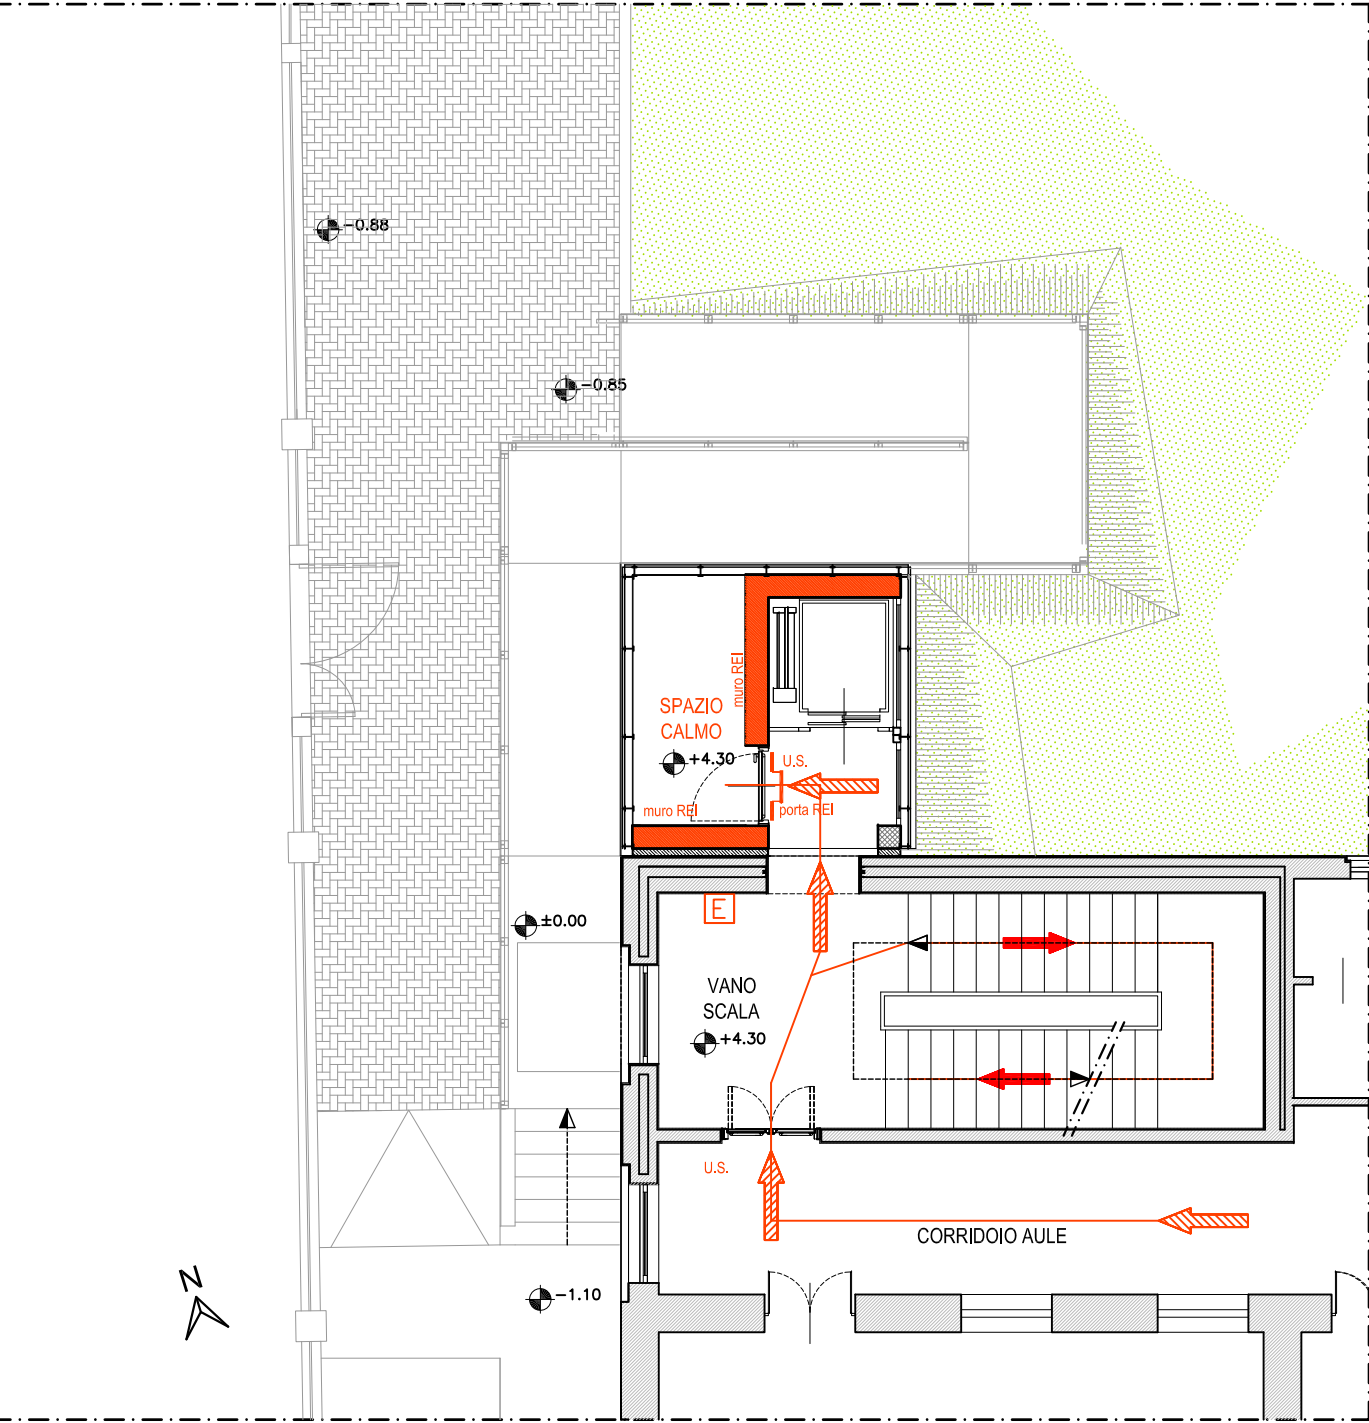 -0.88
-0.85
muro REI
SPAZIO
CALMO
+4.30
U.S.
muro REI
porta REI
E
±0.00
VANO
SCALA
+4.30
U.S.
CORRIDOIO AULE
N
-1.10